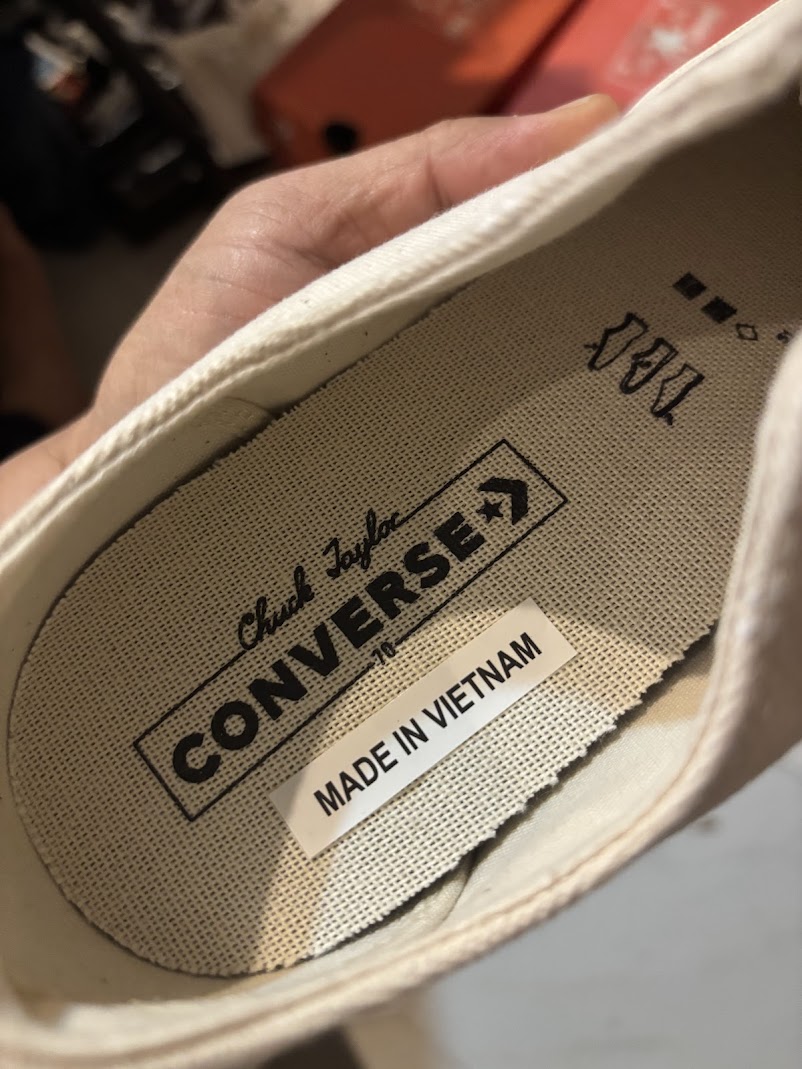 Chuck Taylor
CONVERSE
70
MADE IN VIETNAM